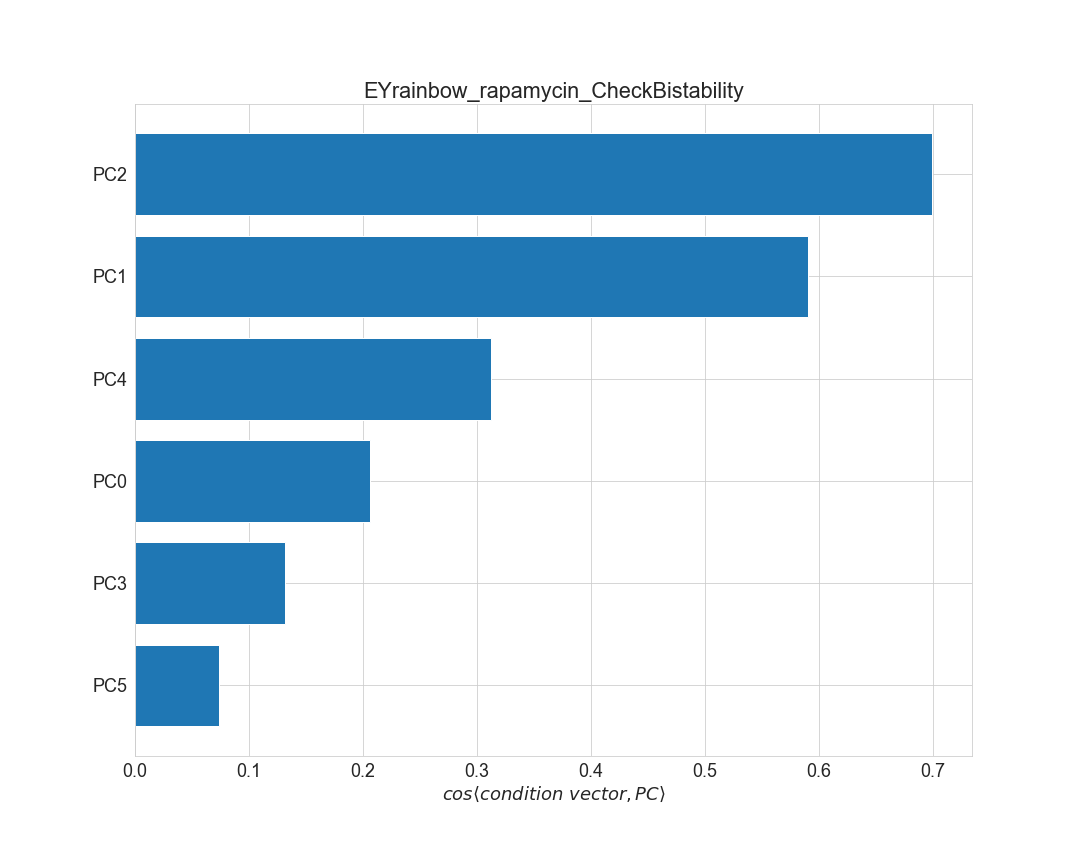 EYrainbow_rapamycin_CheckBistability
PC2
PC1
PC4
PC0
PC3
PC5
0.0 0.1 0.2 0.3 0.4 0.5 0.6 0.7
cos⟨condition vector, PC⟩